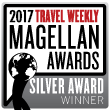 2017 TRAVEL WEEKLY
MAGELLAN
AWARDS
SILVER AWARD
WINNER